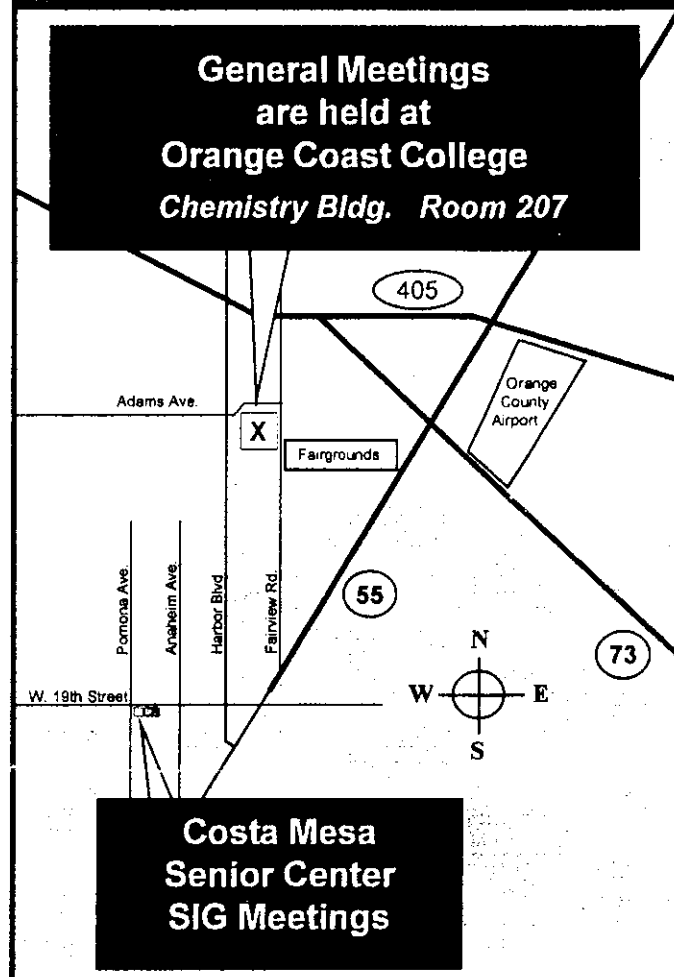 General Meetings
are held at
Orange Coast College
Chemistry Bldg. Room 207
405
Adams Ave.
X
Orange
County
Airport
Fairgrounds
Pomona Ave.
Anaheim Ave.
Harbor Blvd
Fairview Rd.
55
73
N
W E
S
W. 19th Street
Costa Mesa
Senior Center
SIG Meetings